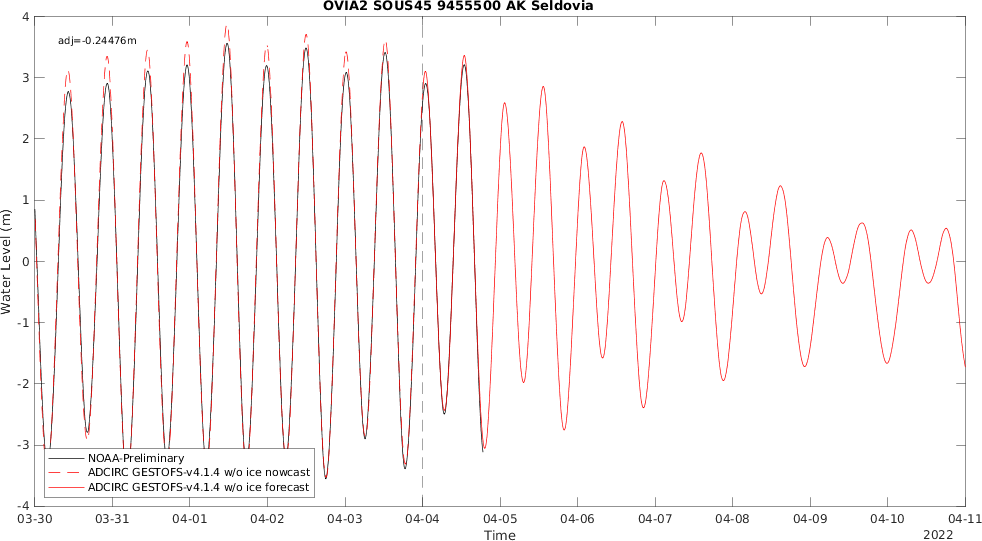 OVIA2 SOUS45 9455500 AK Seldovia
adj=-0.24476m
4
3
2
1
0
-1
-2
-3
-4
Water Level (m)
NOAA-Preliminary
ADCIRC GESTOFS-v4.1.4 w/o ice nowcast
ADCIRC GESTOFS-v4.1.4 w/o ice forecast
03-30 03-31 04-01 04-02 04-03 04-04 04-05 04-06 04-07 04-08 04-09 04-10 04-11
Time
2022